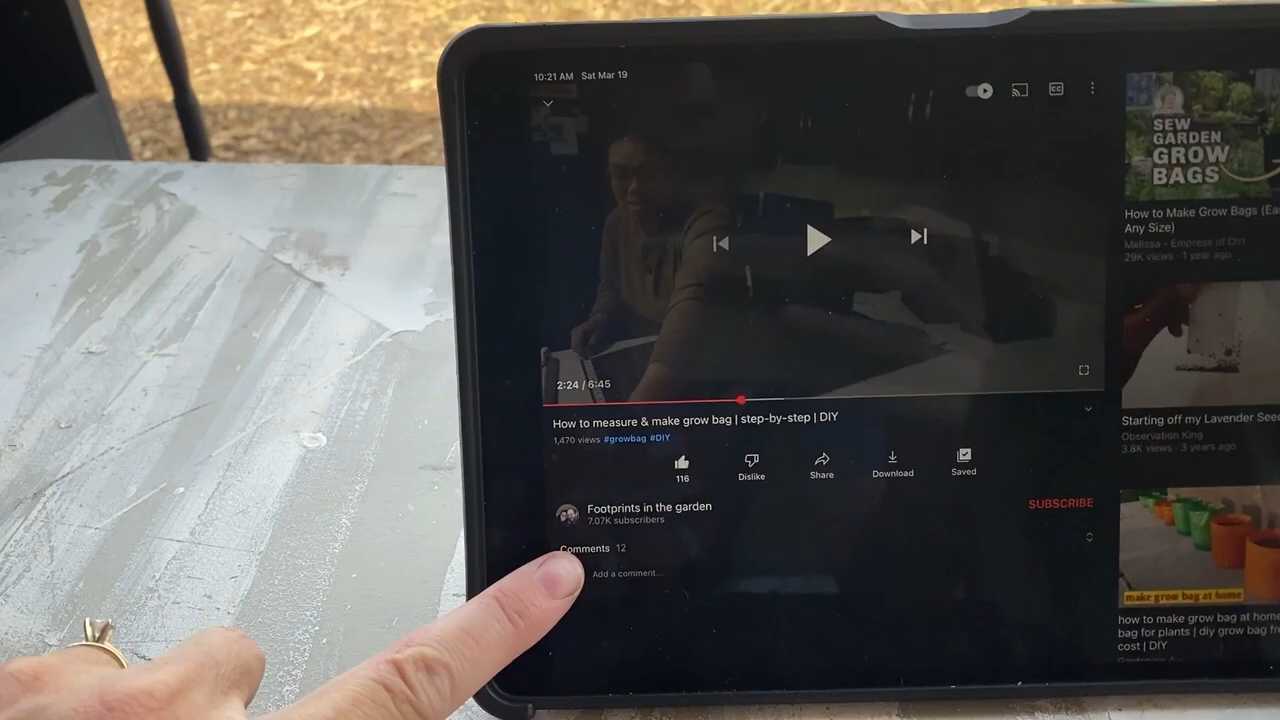 10:21 AM Sat Mar 19
CC
2:24 / 6:45
How to measure & make grow bag | step-by-step | DIY
1,470 views #growbag #DIY
116
Dislike
Share
Download
Saved
Footprints in the garden
7.07K subscribers
SUBSCRIBE
Comments 12
Add a comment...
SEW
GARDEN
GROW
BAGS
How to Make Grow Bags (Ea
Any Size)
Melissa - Empress of Dirt
29K views · 1 year ago
Starting off my Lavender See
Observation King
3.8K views · 3 years ago
make grow bag at home
how to make grow bag at home
bag for plants | diy grow bag fr
cost | DIY